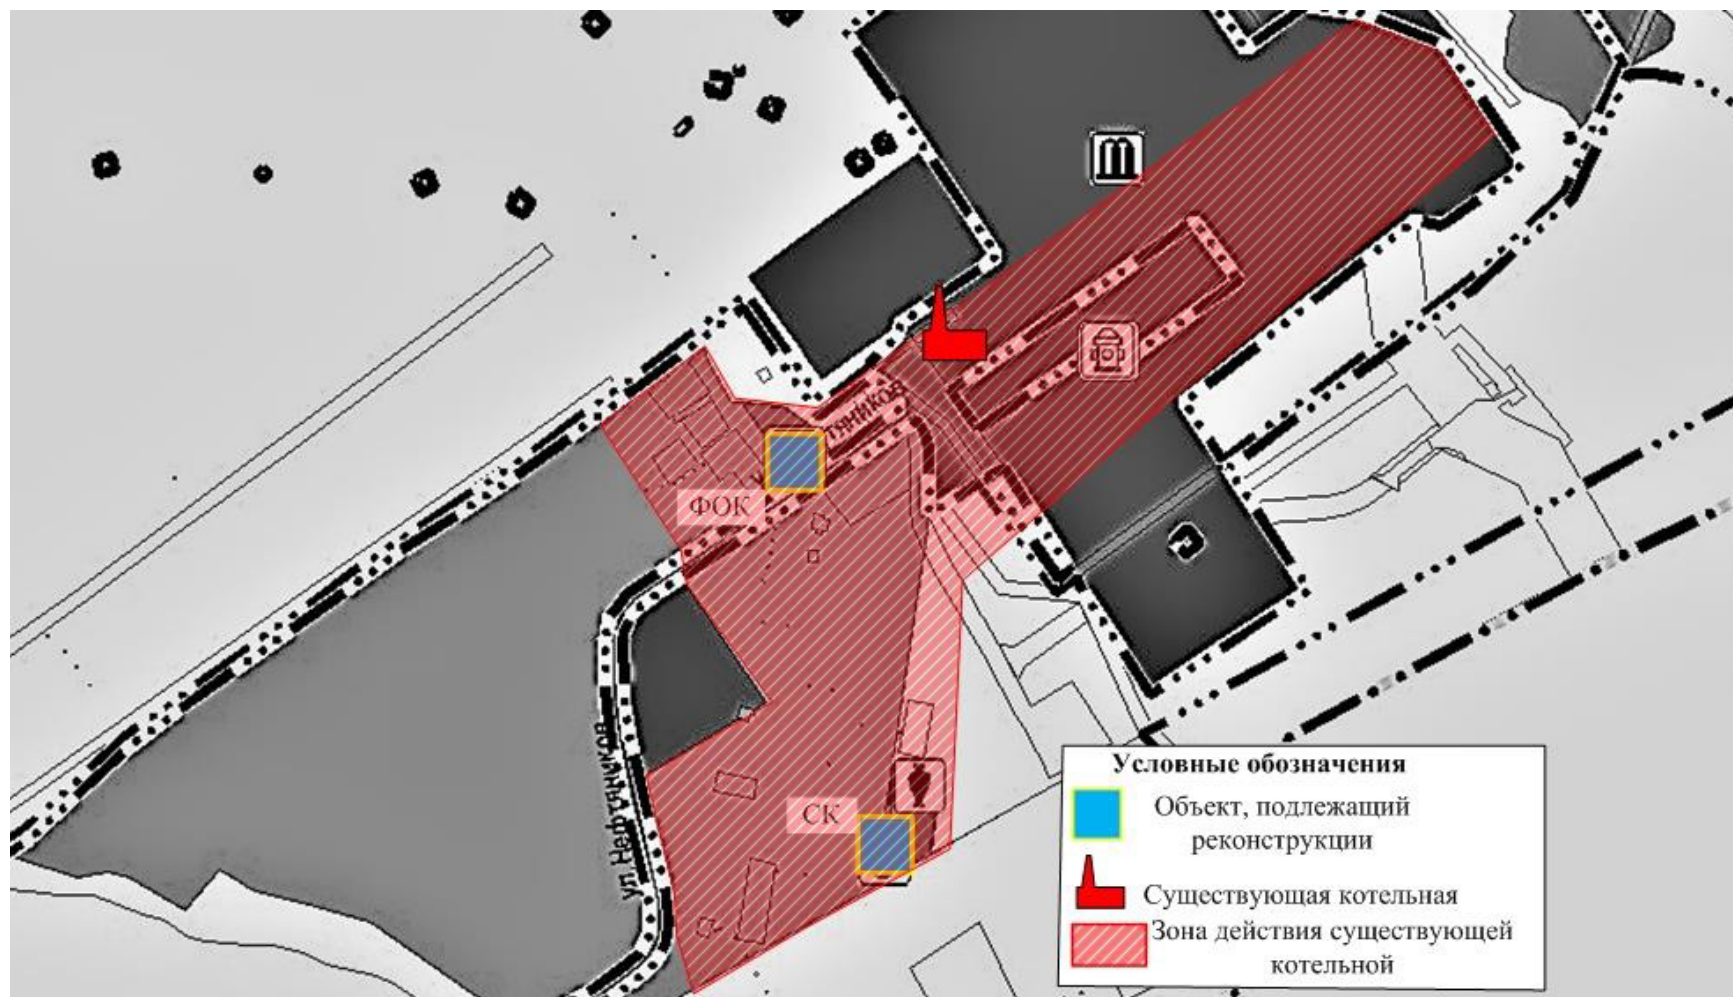 тяников
ФОК
ул. Нефтяников
СК
Условные обозначения
Объект, подлежащий
реконструкции
Существующая котельная
Зона действия существующей
котельной